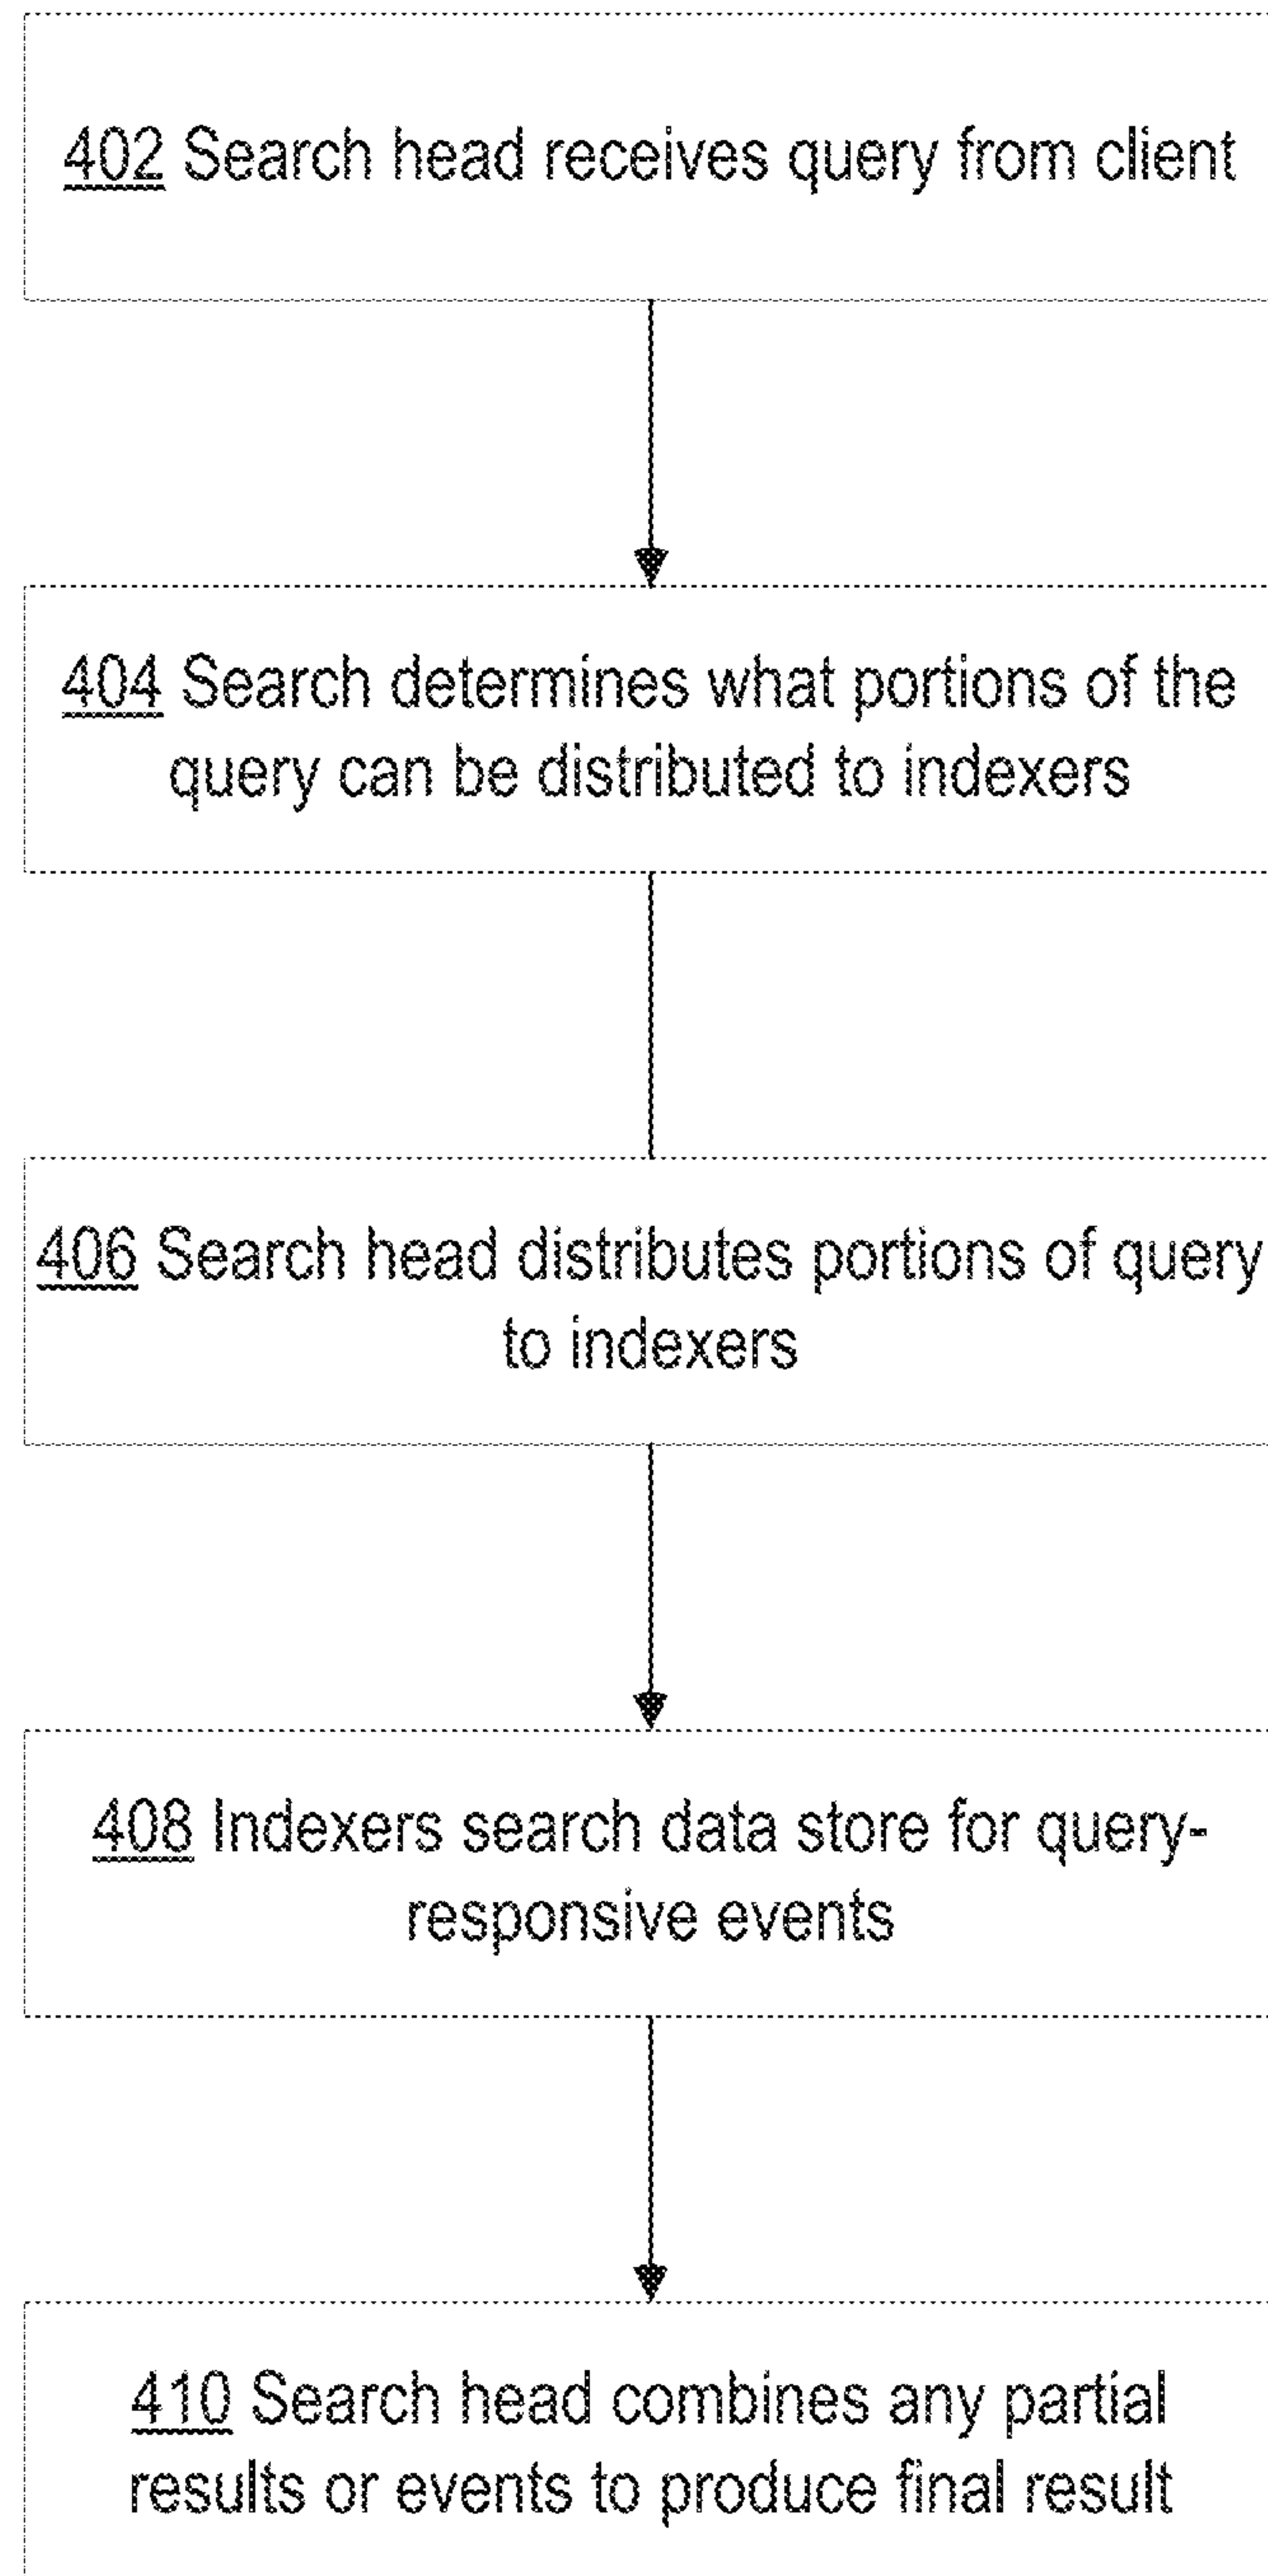 402 Search head receives query from client
404 Search determines what portions of the
query can be distributed to indexers
406 Search head distributes portions of query
to indexers
408 Indexers search data store for query-
responsive events
410 Search head combines any partial
results or events to produce final result